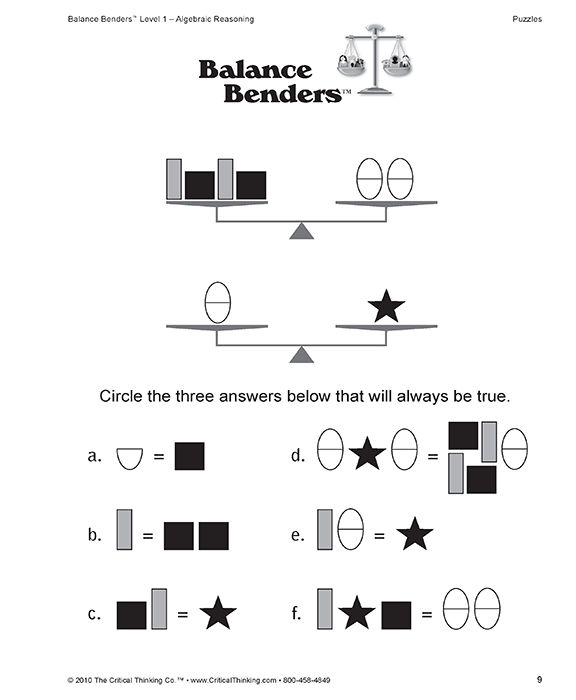 Balance Benders™ Level 1 – Algebraic Reasoning
Puzzles
Balance
Benders™
Circle the three answers below that will always be true.
a. =
d. =
b. =
e. =
c. =
f. =
© 2010 The Critical Thinking Co.™ • www.CriticalThinking.com • 800-458-4849
9